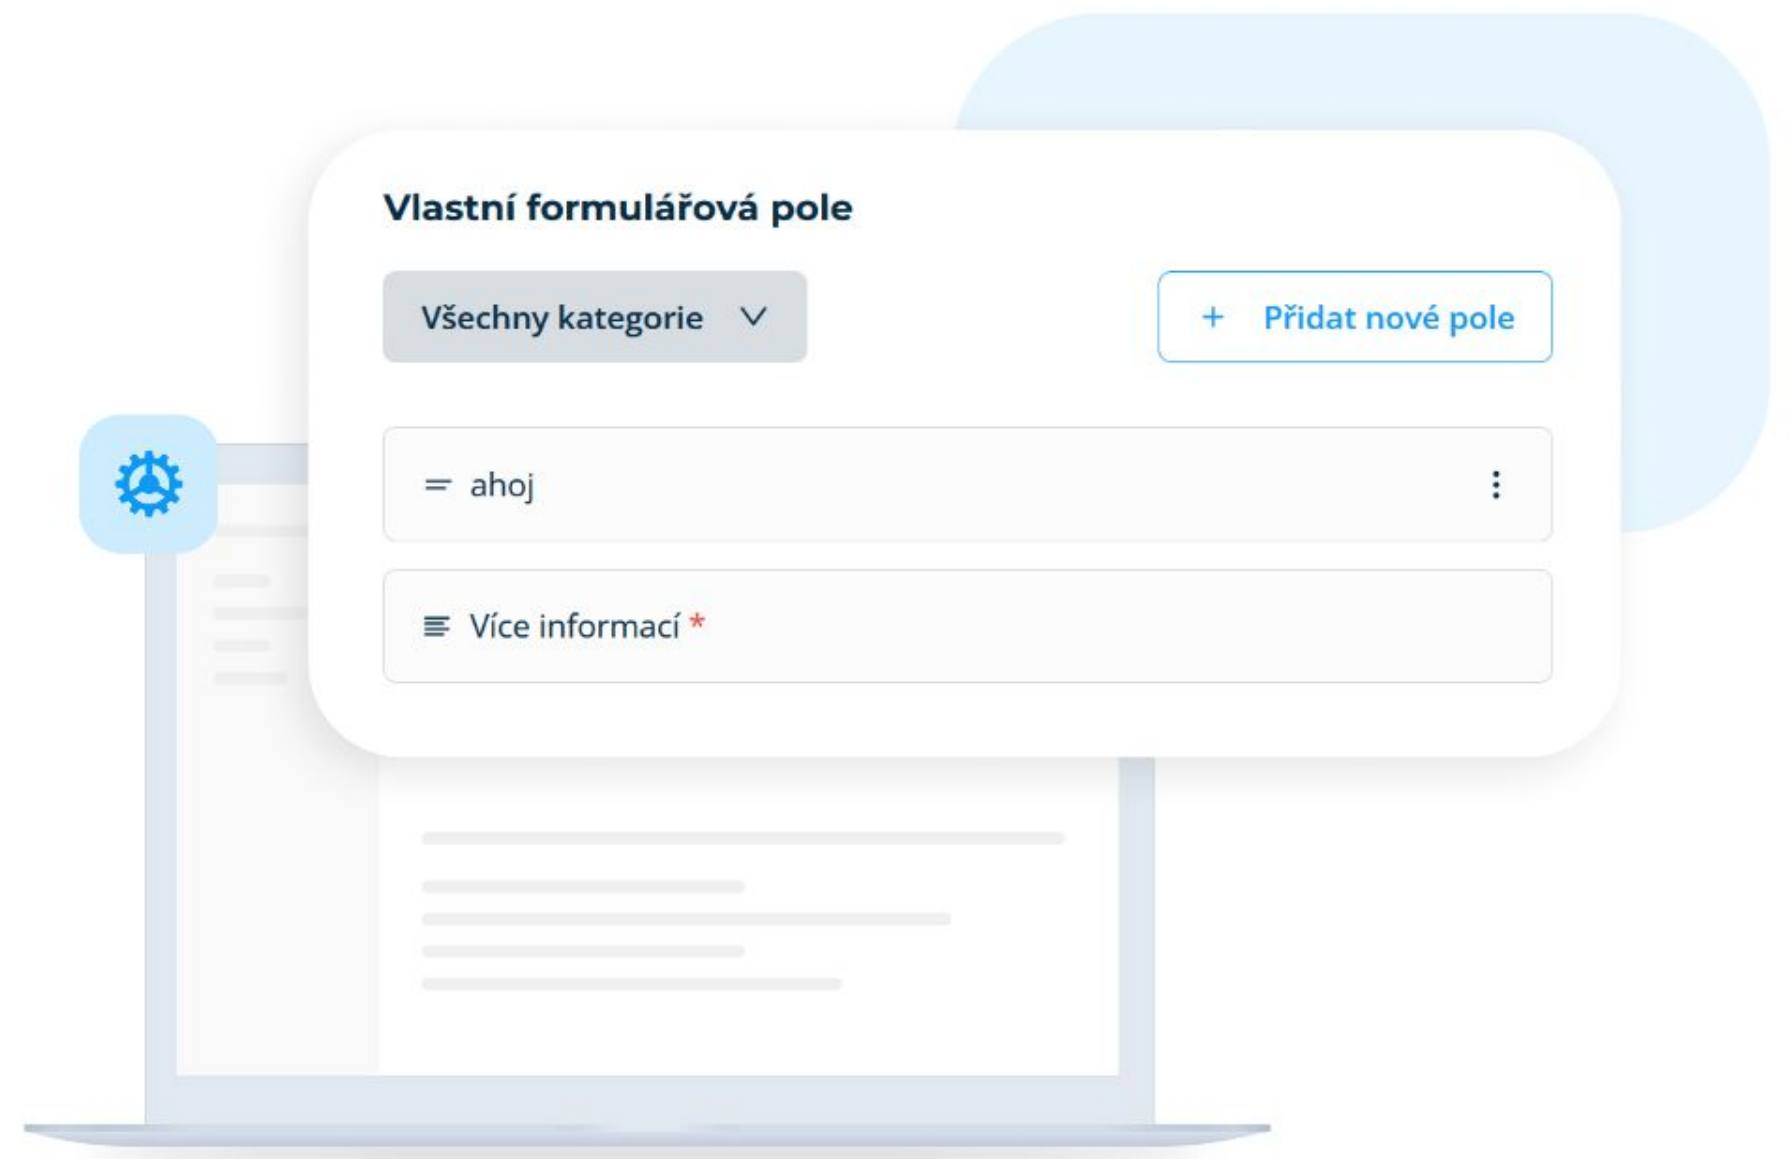 Vlastní formulářová pole
Všechny kategorie
+ Přidat nové pole
ahoj
Více informací *